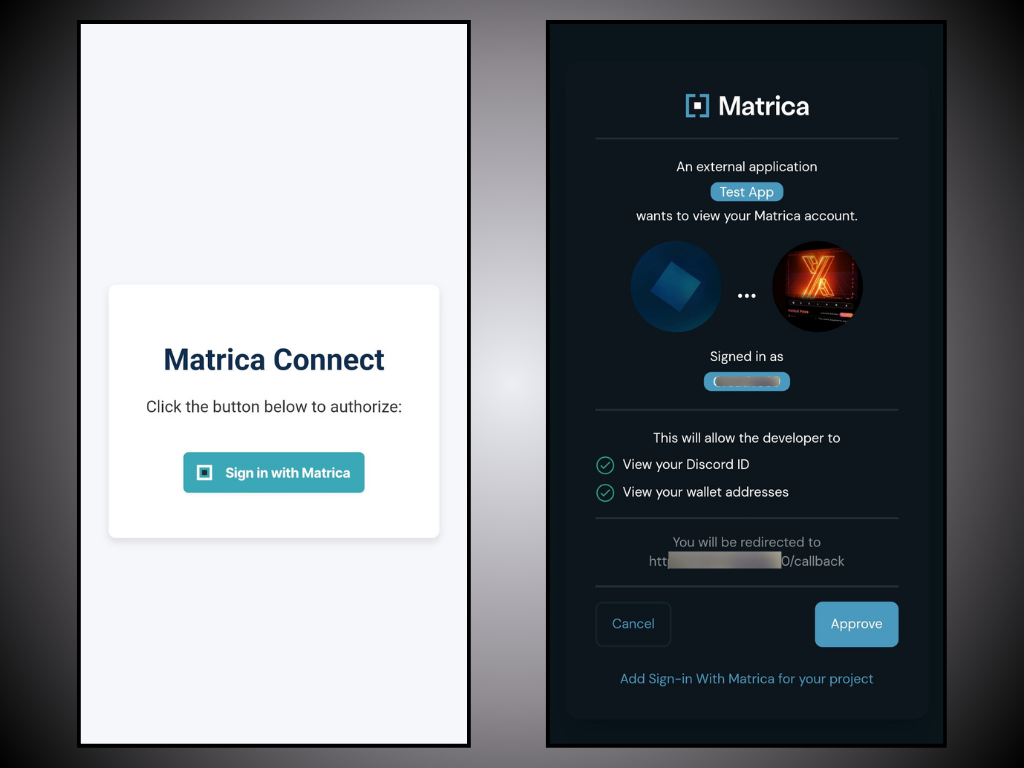 Matrica Connect
Click the button below to authorize:
Sign in with Matrica
Matrica
An external application
Test App
wants to view your Matrica account.
Signed in as
This will allow the developer to
View your Discord ID
View your wallet addresses
You will be redirected to
htt 0/callback
Cancel
Approve
Add Sign-in With Matrica for your project